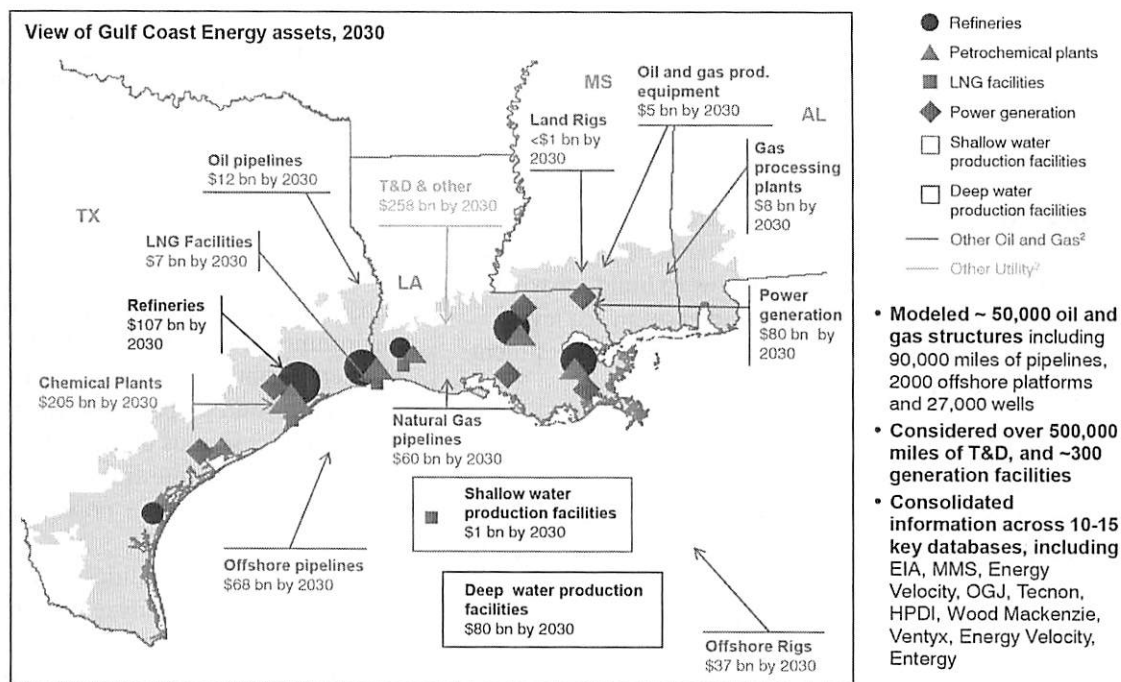 View of Gulf Coast Energy assets, 2030
MS
Oil and gas prod.
equipment
$5 bn by 2030
AL
Land Rigs
<$1 bn by
2030
Gas
processing
plants
$8 bn by
2030
Oil pipelines
$12 bn by 2030
T&D & other
$258 bn by 2030
TX
LNG Facilities
$7 bn by 2030
LA
Refineries
$107 bn by
2030
Power
generation
$80 bn by
2030
Chemical Plants
$205 bn by 2030
Natural Gas
pipelines
$60 bn by 2030
Shallow water
production facilities
$1 bn by 2030
Offshore pipelines
$68 bn by 2030
Deep water production
facilities
$80 bn by 2030
Offshore Rigs
$37 bn by 2030
Refineries
Petrochemical plants
LNG facilities
Power generation
Shallow water
production facilities
Deep water
production facilities
Other Oil and Gas²
Other Utility²
• Modeled ~ 50,000 oil and
gas structures including
90,000 miles of pipelines,
2000 offshore platforms
and 27,000 wells
• Considered over 500,000
miles of T&D, and ~300
generation facilities
• Consolidated
information across 10-15
key databases, including
EIA, MMS, Energy
Velocity, OGJ, Tecnon,
HPDI, Wood Mackenzie,
Ventyx, Energy Velocity,
Entergy